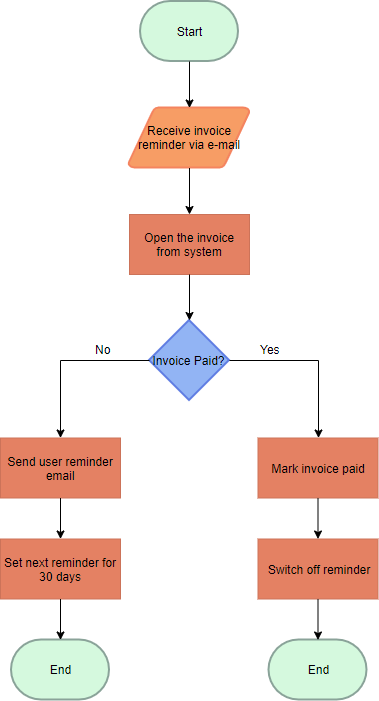 Start
Receive invoice
reminder via e-mail
Open the invoice
from system
Invoice Paid?
No
Yes
Send user reminder
email
Mark invoice paid
Set next reminder for
30 days
Switch off reminder
End
End